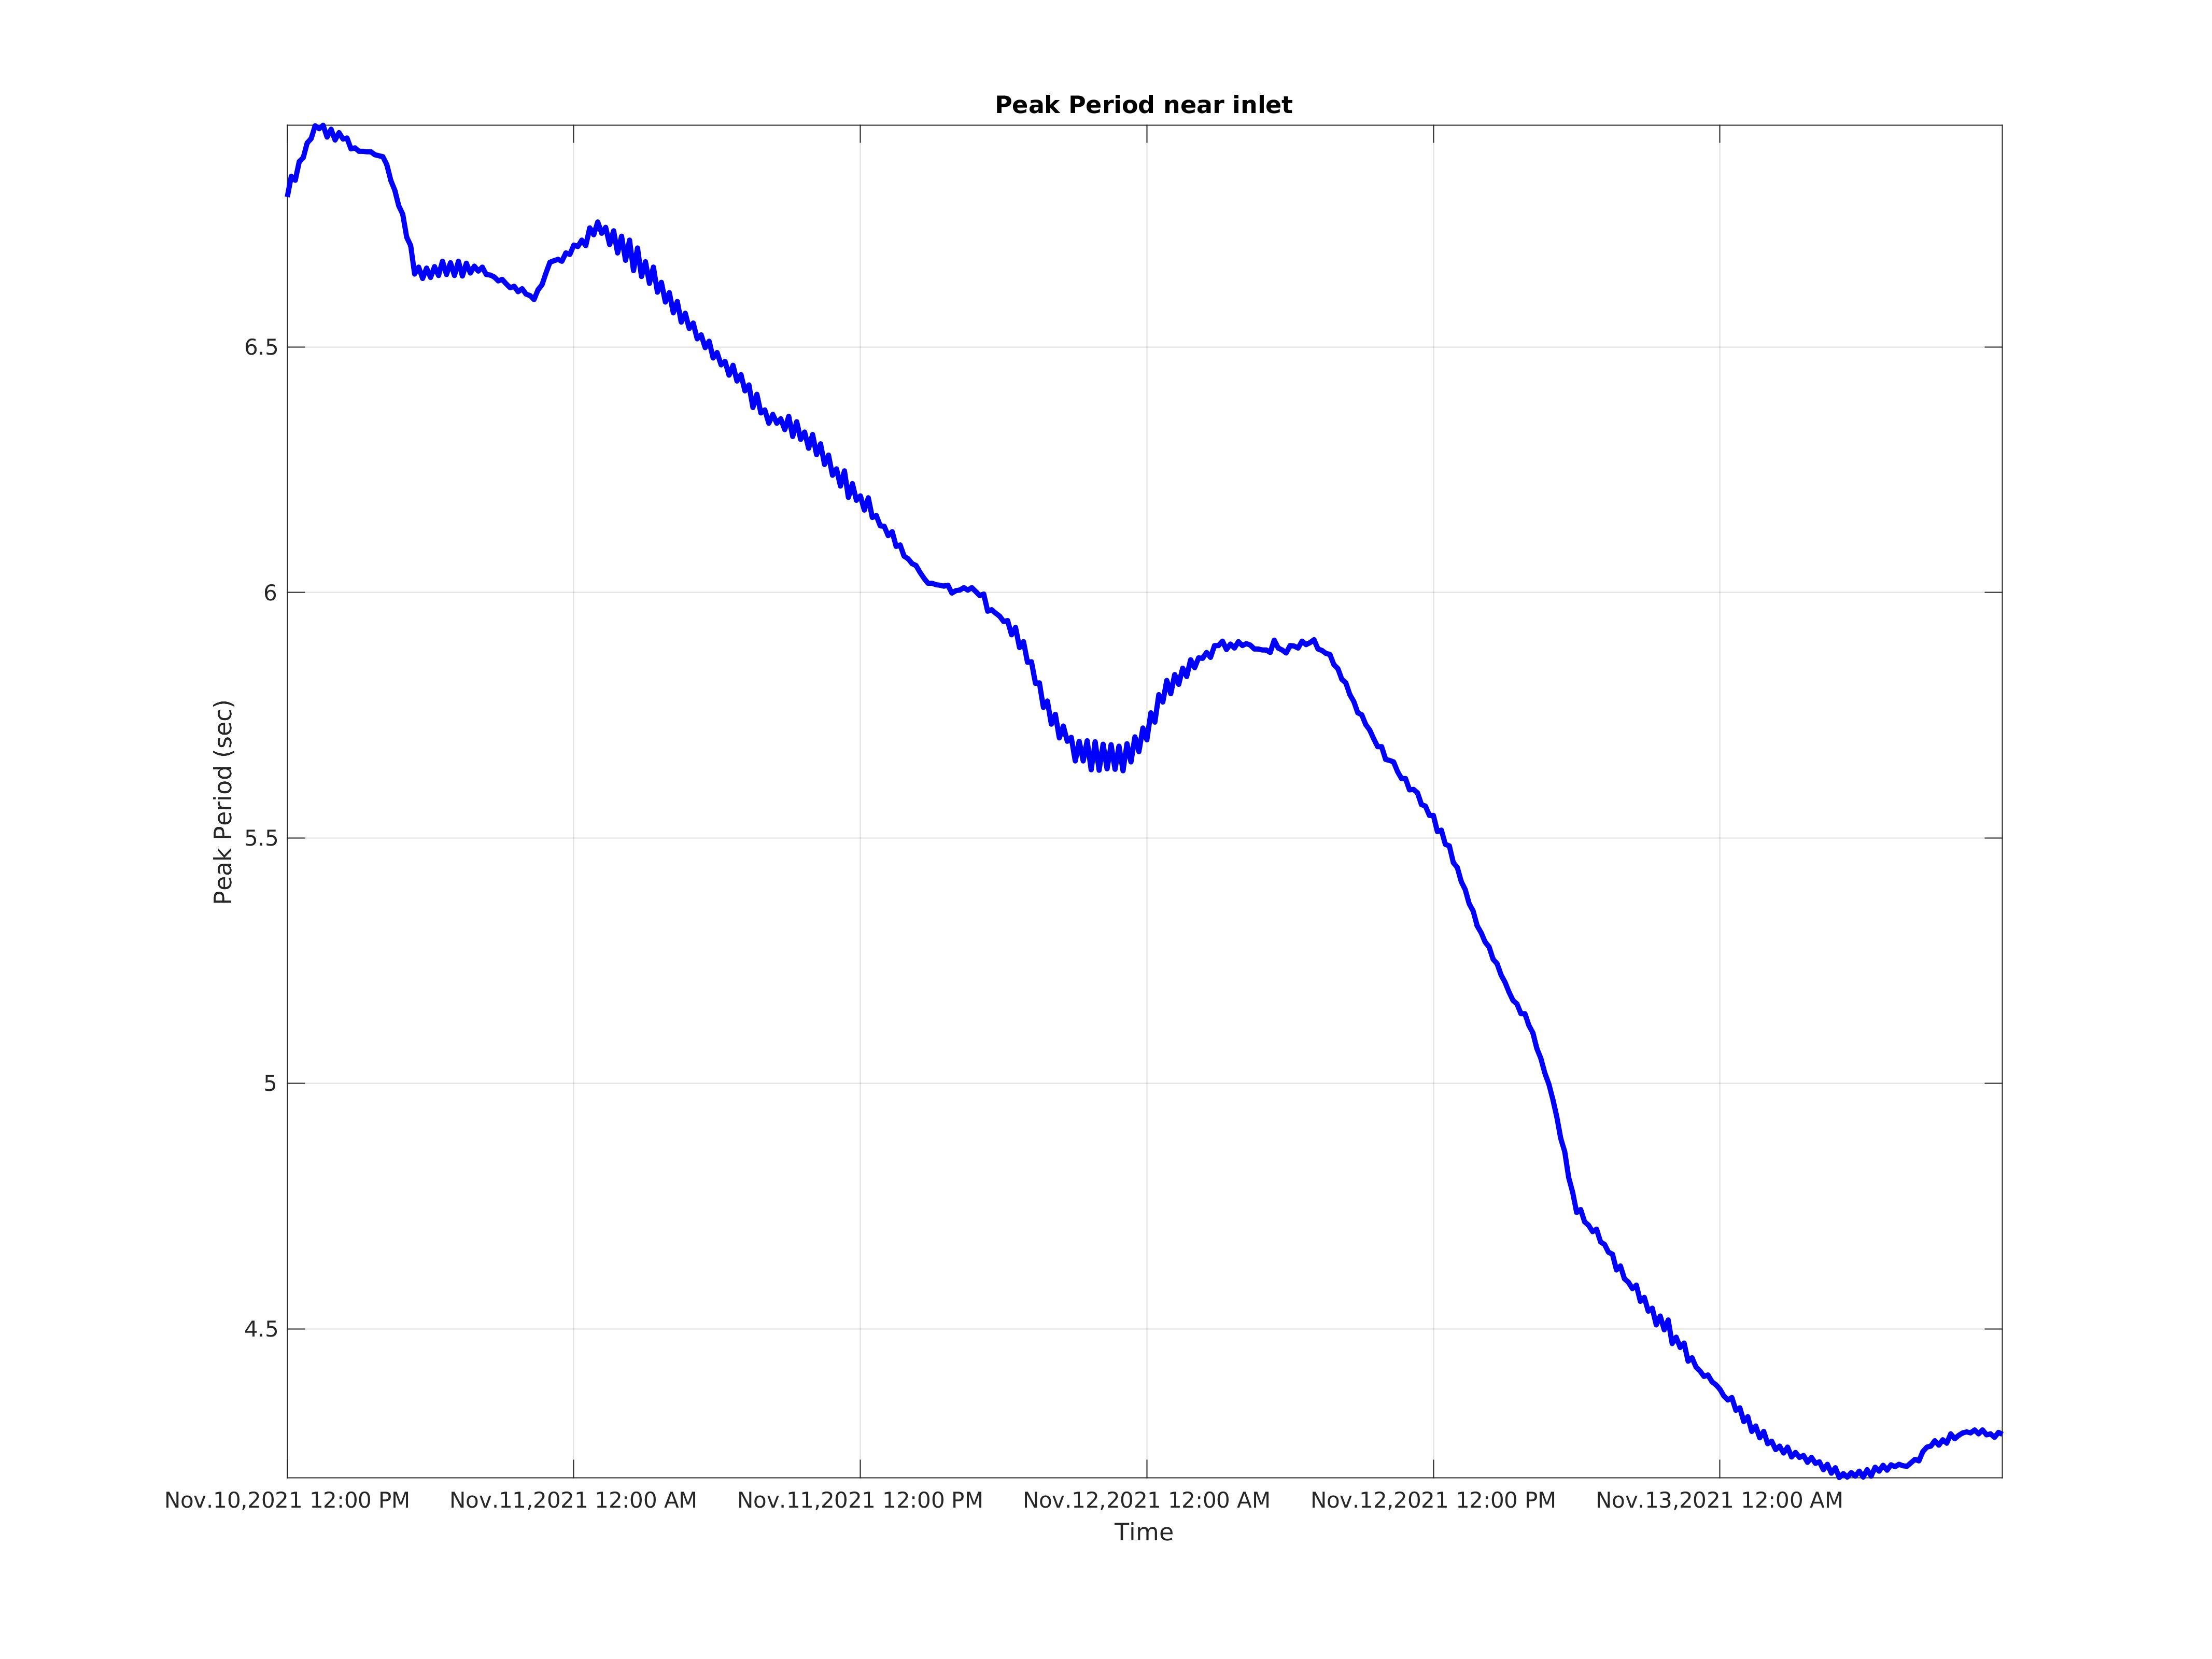 Peak Period near inlet
Peak Period (sec)
6.5
6
5.5
5
4.5
Nov.10,2021 12:00 PM
Nov.11,2021 12:00 AM
Nov.11,2021 12:00 PM
Nov.12,2021 12:00 AM
Nov.12,2021 12:00 PM
Nov.13,2021 12:00 AM
Time